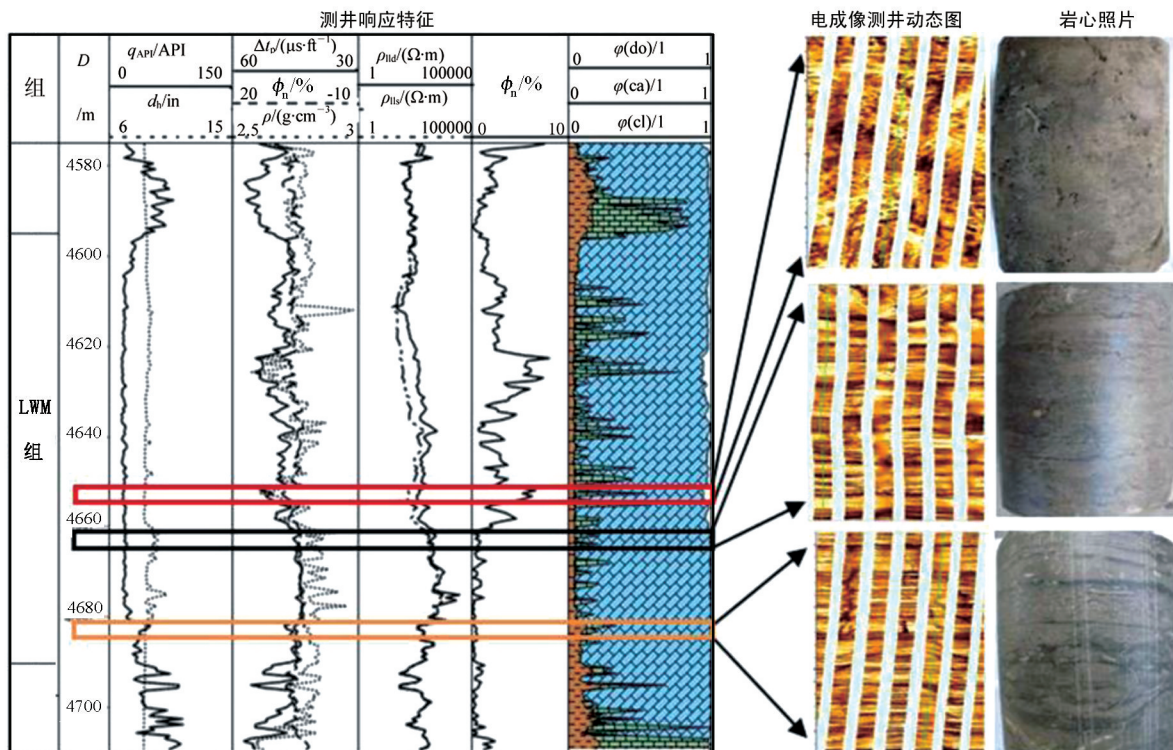 测井响应特征
电成像测井动态图
岩心照片
组
D
/m
q_API/API
0 150
d_h/in
6 15
Δt_p/(μs·ft⁻¹)
60 30
ϕ_n/%
20 -10
ρ/(g·cm⁻³)
2.5 3
ρ_lld/(Ω·m)
1 100000
ρ_lls/(Ω·m)
1 100000
ϕ_n/%
0 10
φ(do)/1
0 1
φ(ca)/1
0 1
φ(cl)/1
0 1
4580
4600
4620
4640
4660
4680
4700
LWM
组